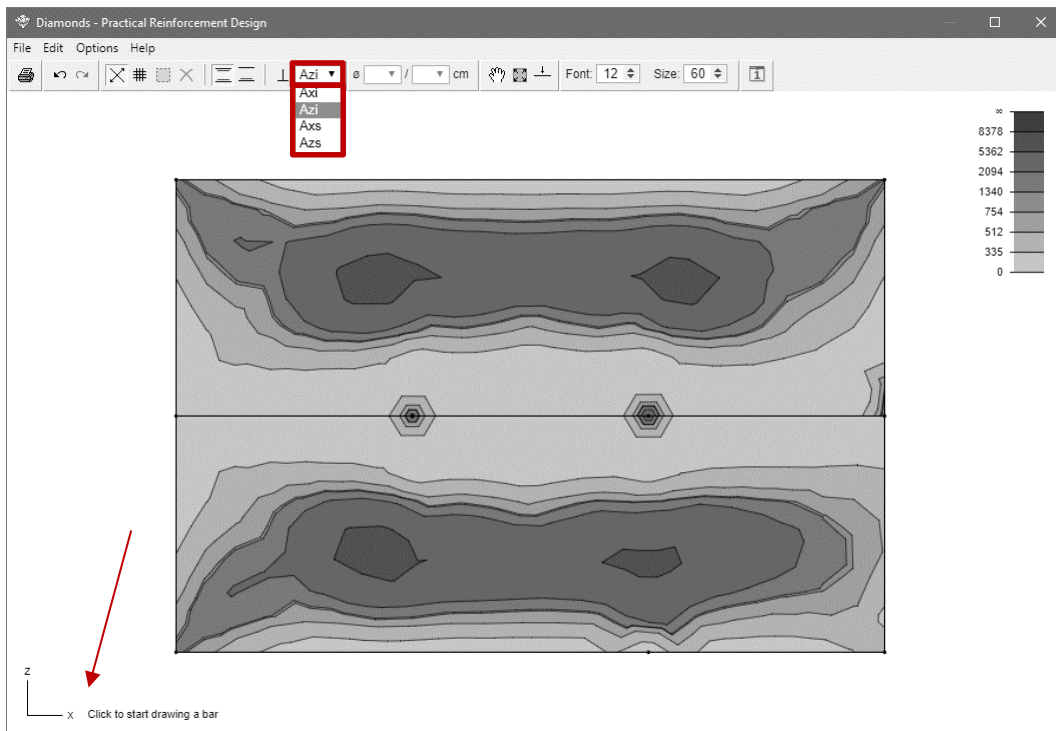 Diamonds - Practical Reinforcement Design
File Edit Options Help
Azi ø / cm Font: 12 Size: 60 1
Axi
Azi
Axs
Azs
∞
8378
5362
2094
1340
754
512
335
0
z
x Click to start drawing a bar